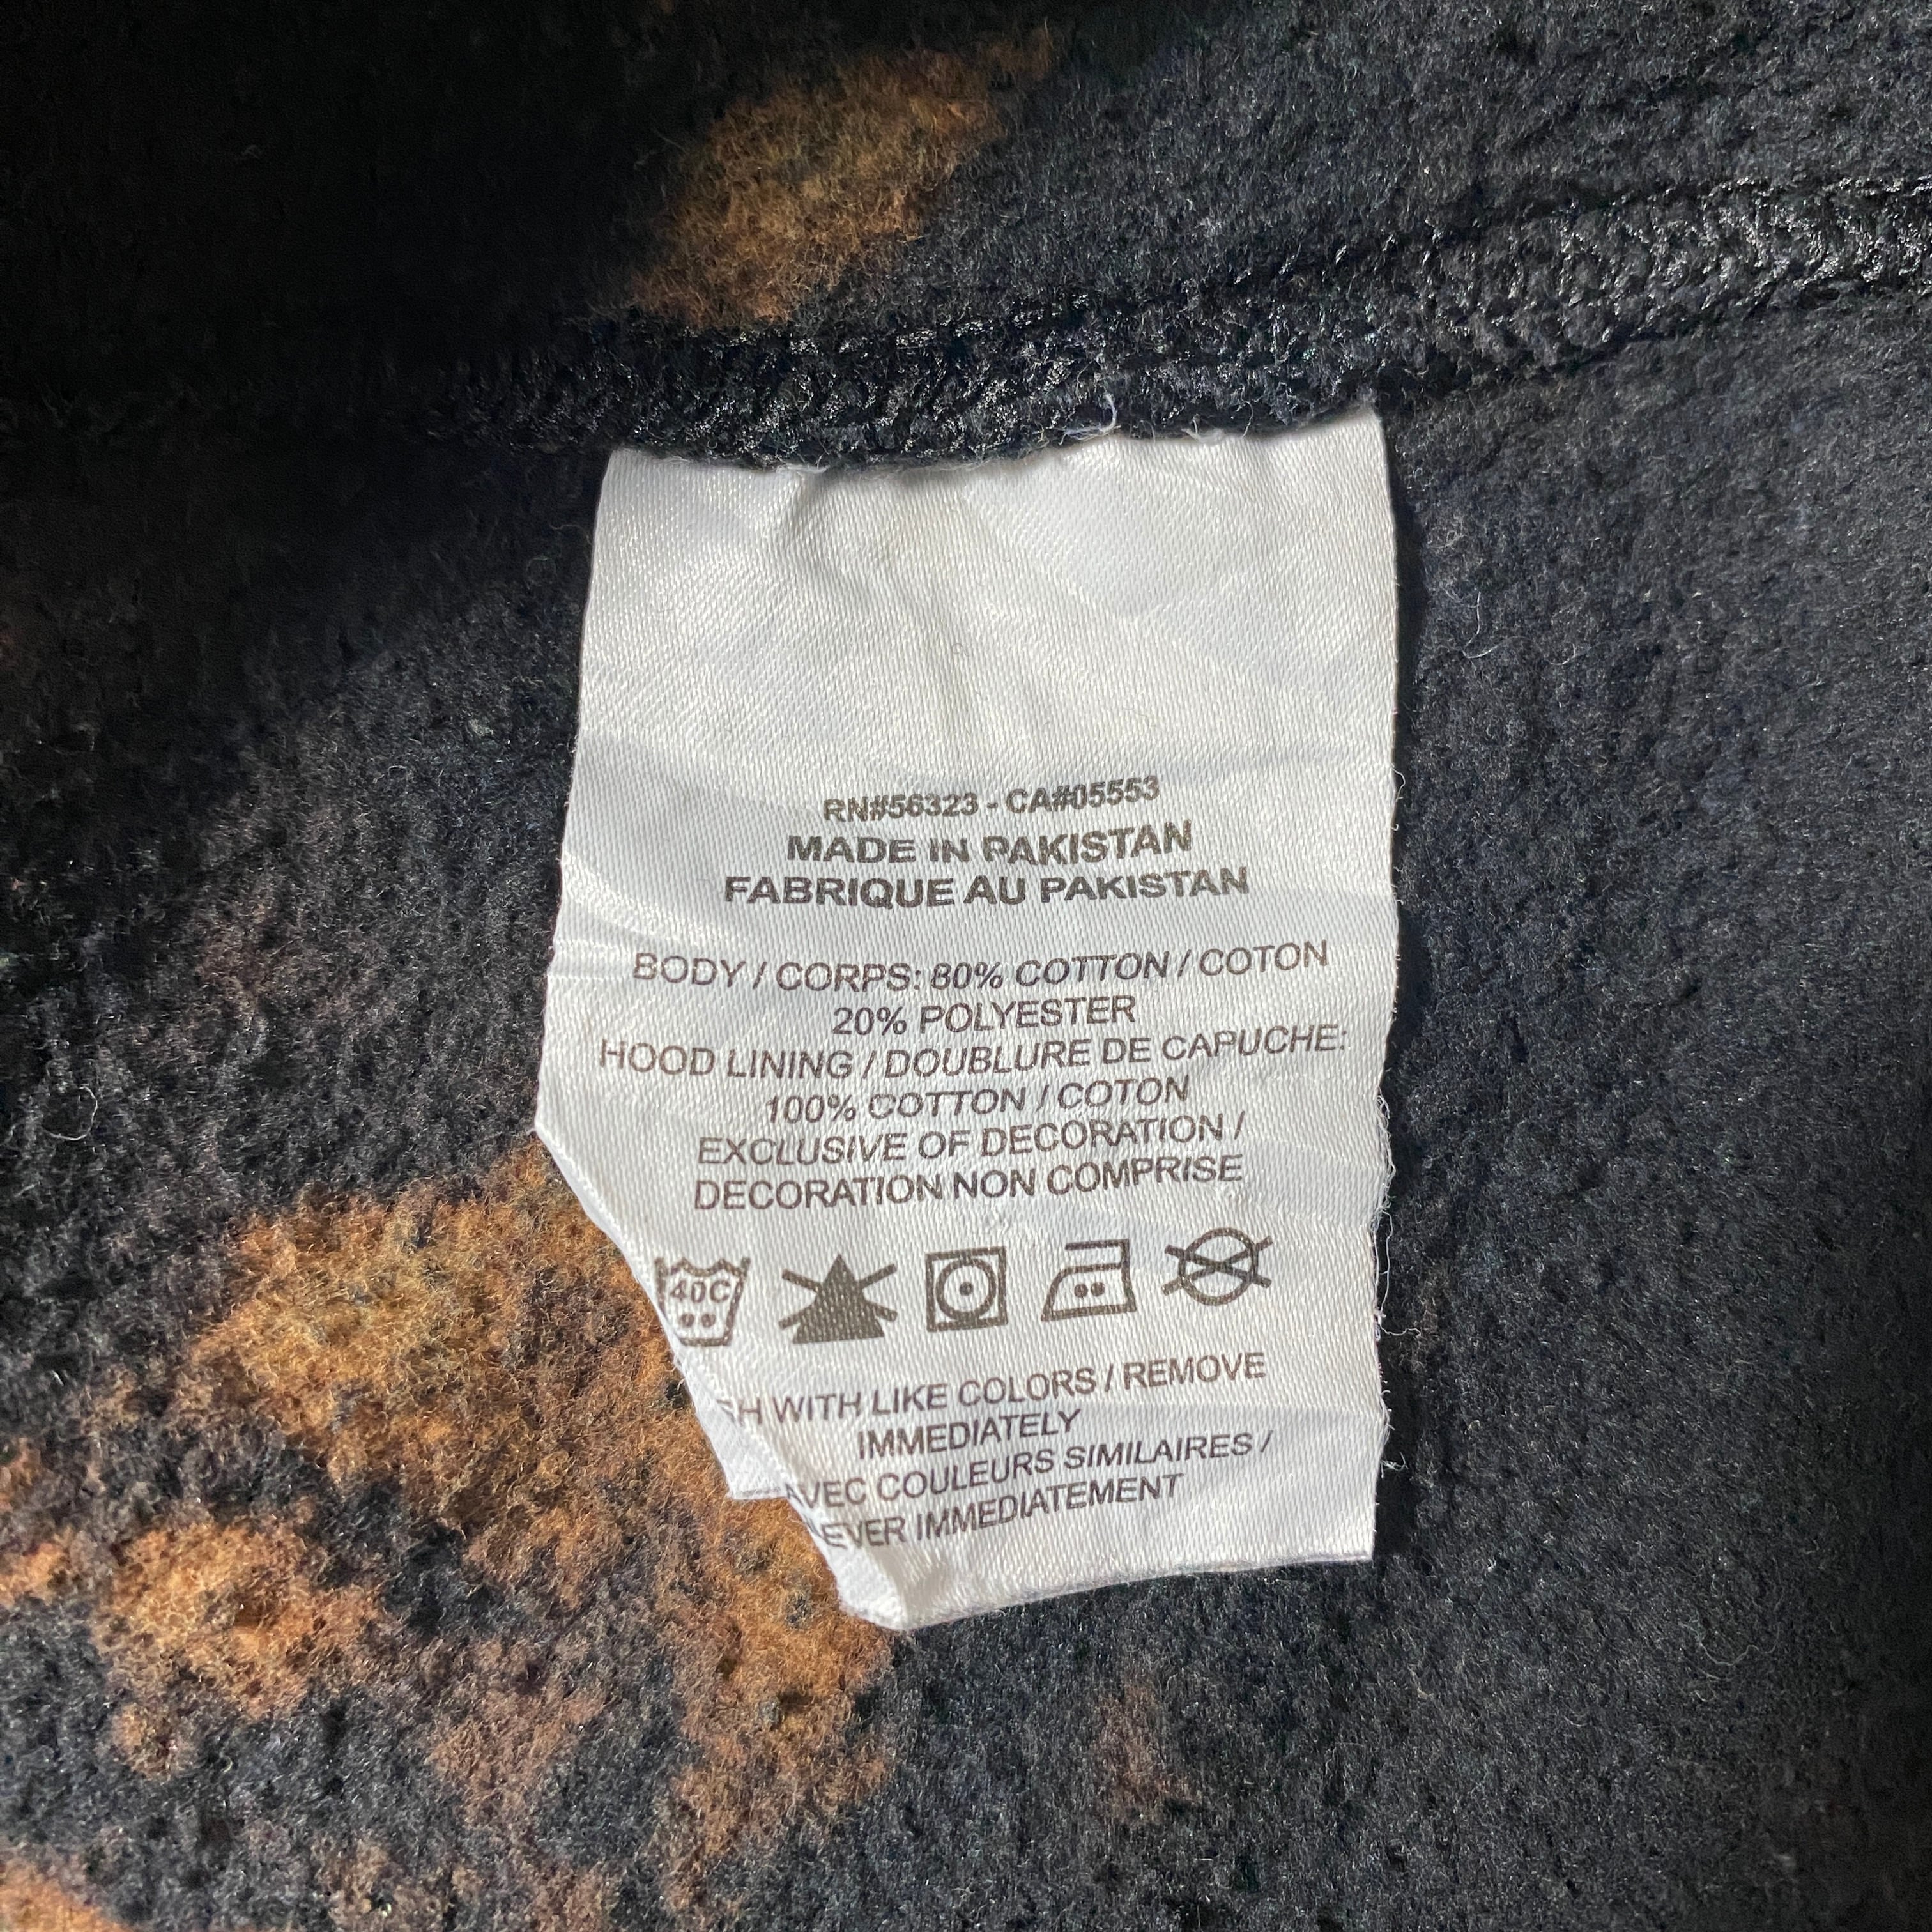 RN#56323 - CA#05553
MADE IN PAKISTAN
FABRIQUE AU PAKISTAN
BODY / CORPS: 80% COTTON / COTON
20% POLYESTER
HOOD LINING / DOUBLURE DE CAPUCHE:
100% COTTON / COTON
EXCLUSIVE OF DECORATION /
DECORATION NON COMPRISE
40C
WITH LIKE COLORS / REMOVE
IMMEDIATELY
AVEC COULEURS SIMILAIRES /
IMMEDIATEMENT